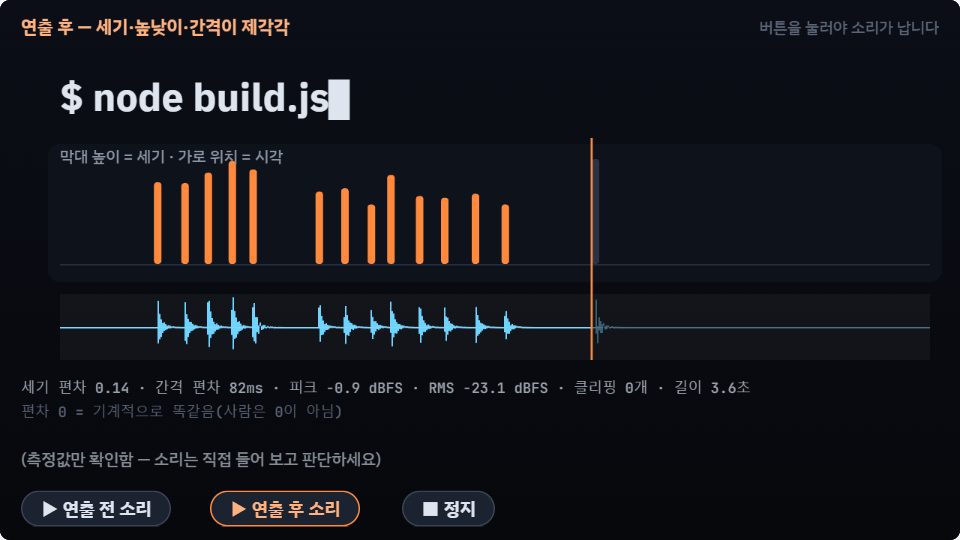 연출 후 — 세기·높낮이·간격이 제각각
버튼을 눌러야 소리가 납니다
$ node build.js
막대 높이 = 세기 · 가로 위치 = 시각
세기 편차 0.14 · 간격 편차 82ms · 피크 -0.9 dBFS · RMS -23.1 dBFS · 클리핑 0개 · 길이 3.6초
편차 0 = 기계적으로 똑같음(사람은 0이 아님)
(측정값만 확인함 — 소리는 직접 들어 보고 판단하세요)
▶ 연출 전 소리
▶ 연출 후 소리
■ 정지